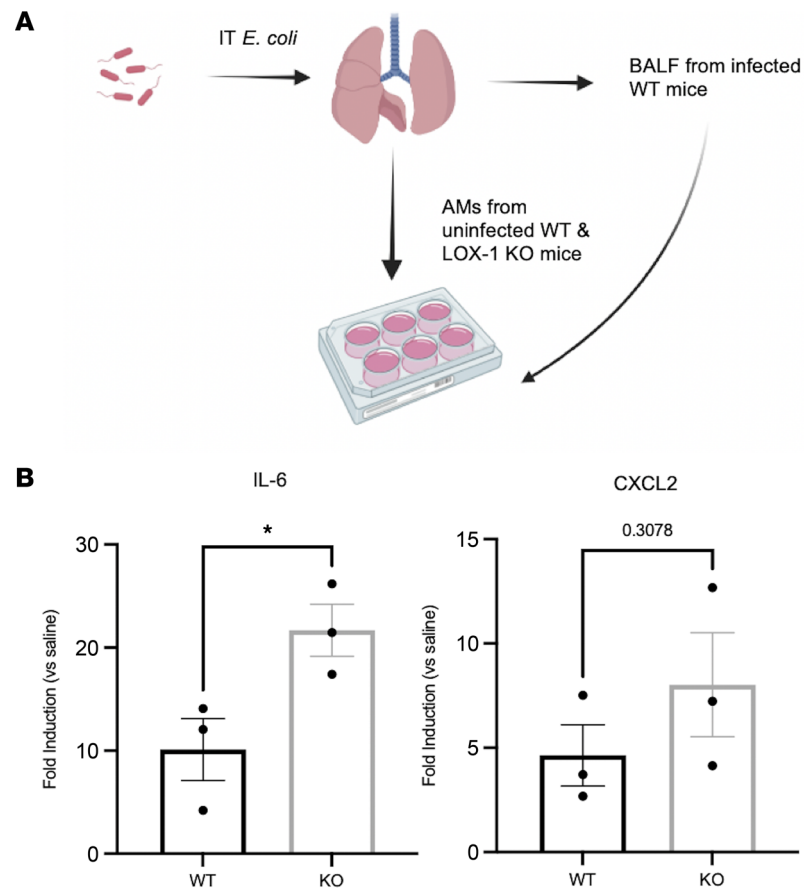 A
IT E. coli
BALF from infected
WT mice
AMs from
uninfected WT &
LOX-1 KO mice
B
IL-6
CXCL2
*
0.3078
30
20
10
0
Fold Induction (vs saline)
WT
KO
15
10
5
0
Fold Induction (vs saline)
WT
KO